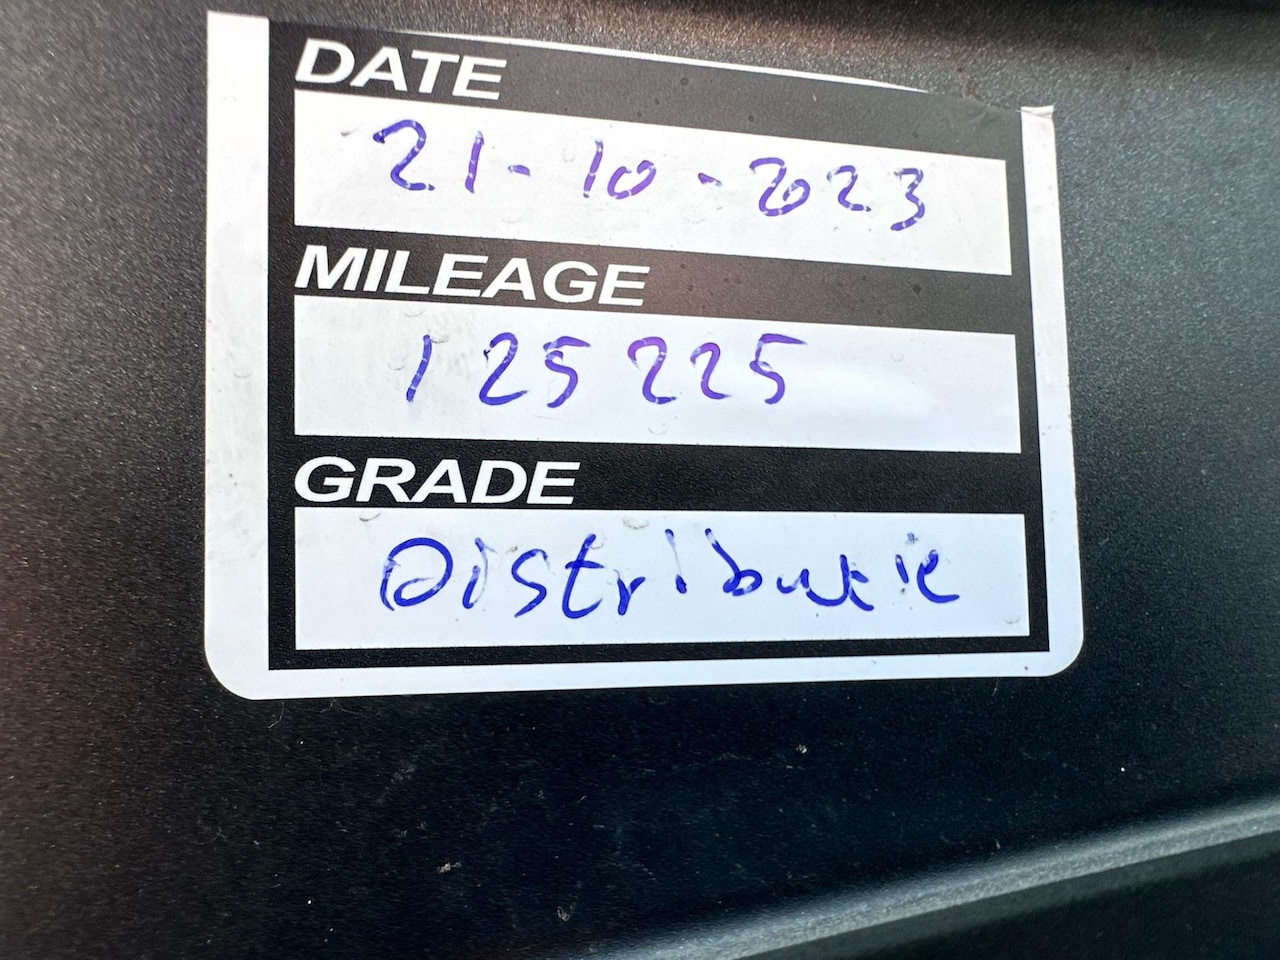 DATE
21-10-2023
MILEAGE
125225
GRADE
Distributie